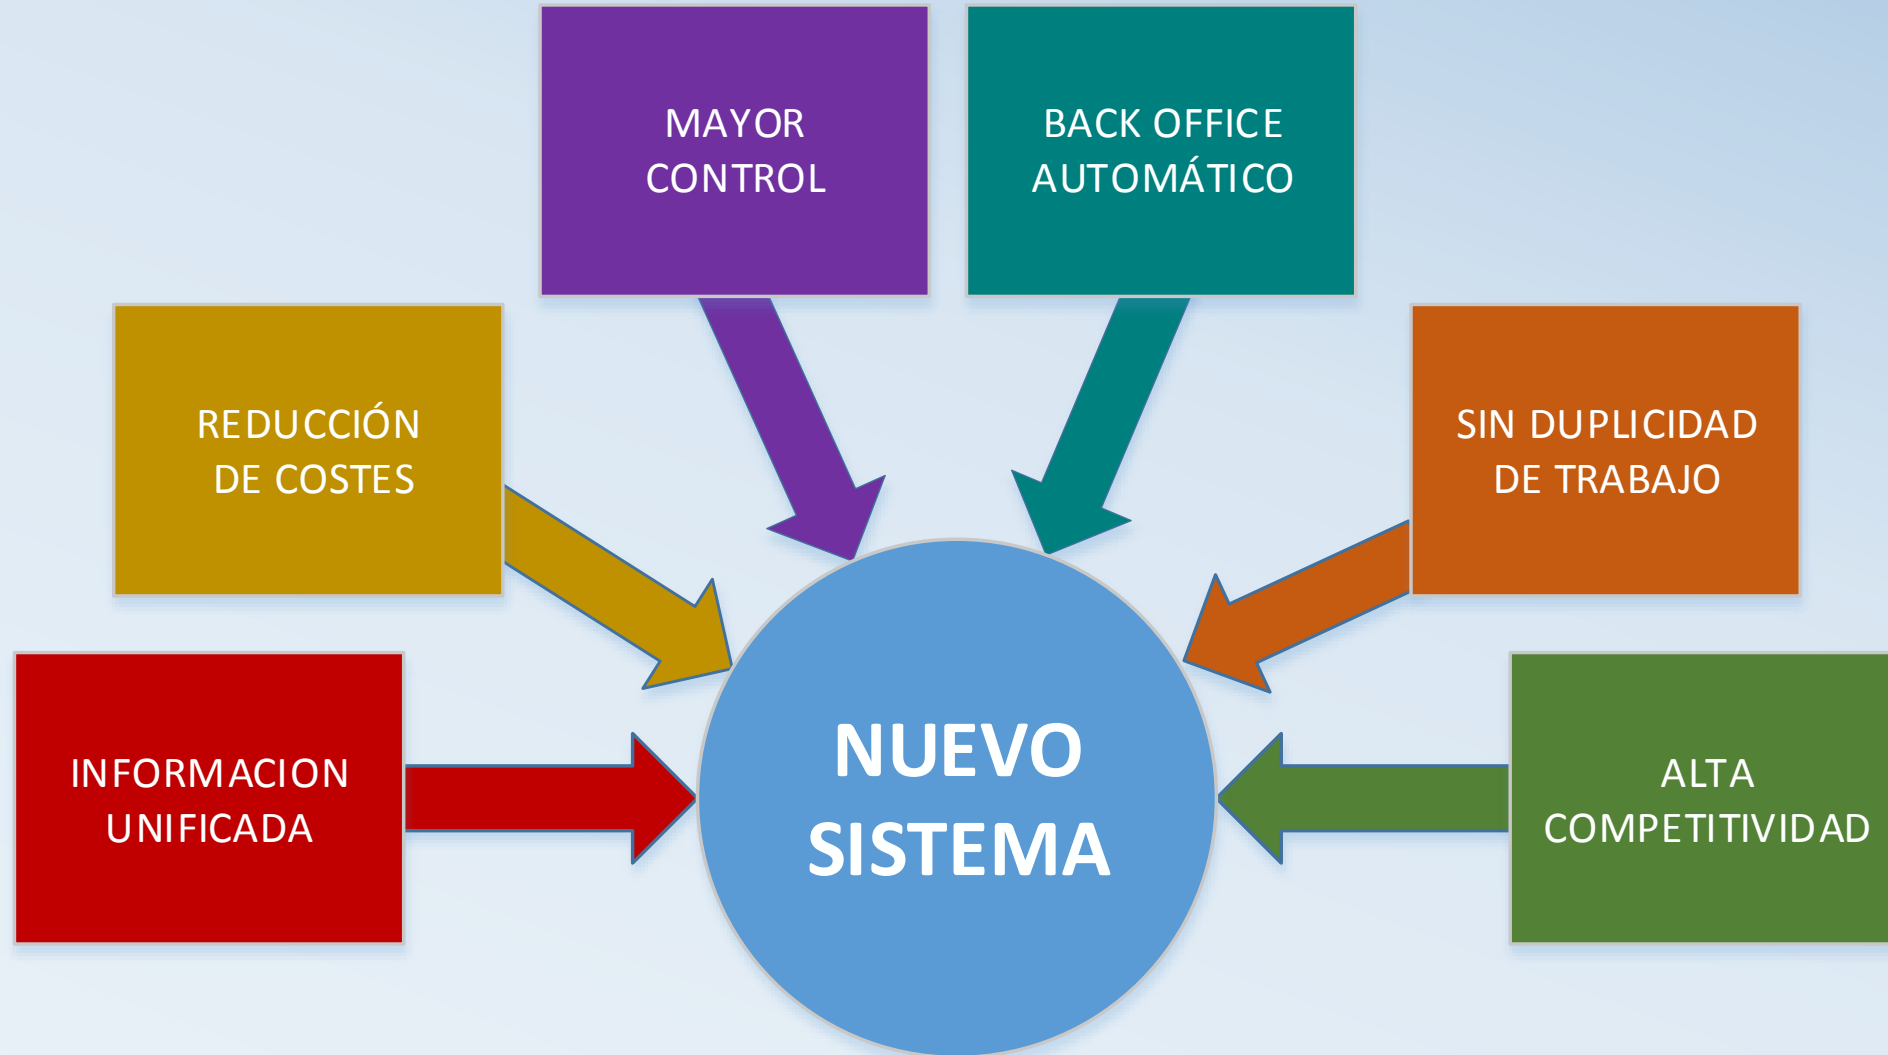 MAYOR
CONTROL
BACK OFFICE
AUTOMÁTICO
REDUCCIÓN
DE COSTES
SIN DUPLICIDAD
DE TRABAJO
INFORMACION
UNIFICADA
NUEVO
SISTEMA
ALTA
COMPETITIVIDAD